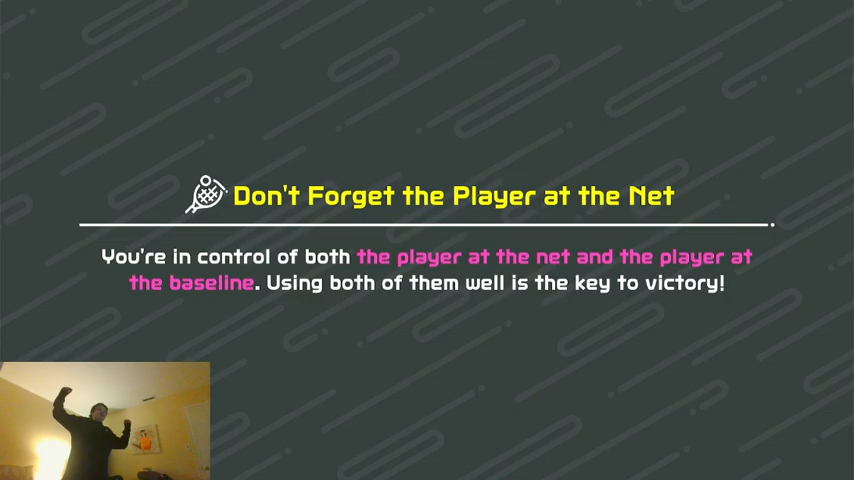 Don't Forget the Player at the Net
You're in control of both the player at the net and the player at
the baseline. Using both of them well is the key to victory!